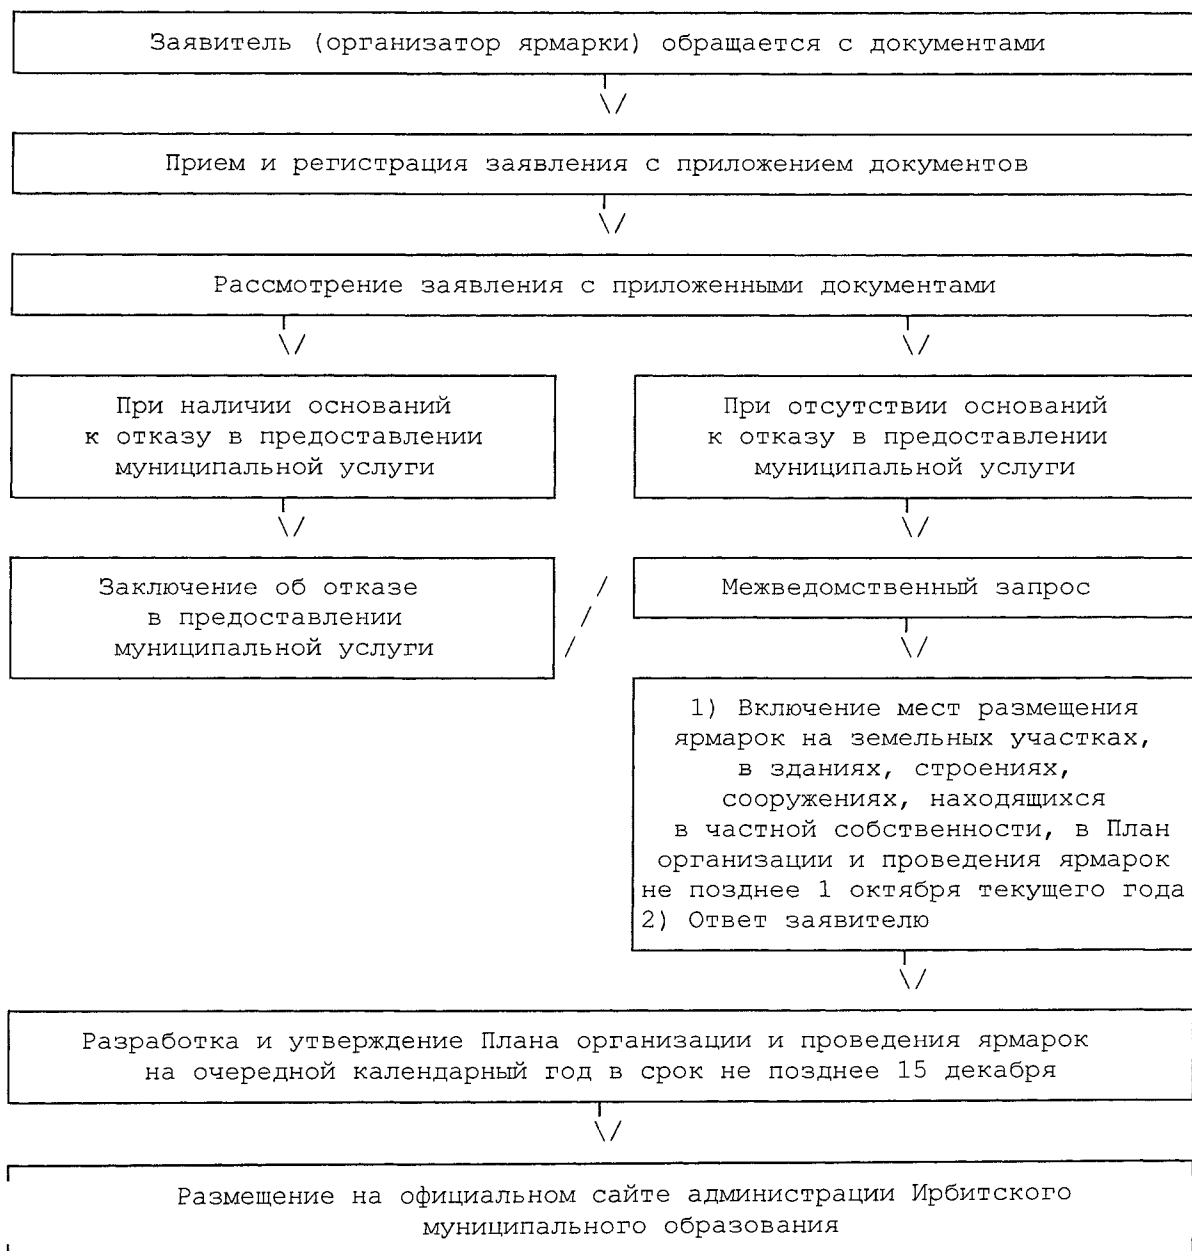 Заявитель (организатор ярмарки) обращается с документами
Прием и регистрация заявления с приложением документов
Рассмотрение заявления с приложенными документами
При наличии оснований
к отказу в предоставлении
муниципальной услуги
При отсутствии оснований
к отказу в предоставлении
муниципальной услуги
Заключение об отказе
в предоставлении
муниципальной услуги
Межведомственный запрос
1) Включение мест размещения
ярмарок на земельных участках,
в зданиях, строениях,
сооружениях, находящихся
в частной собственности, в План
организации и проведения ярмарок
не позднее 1 октября текущего года
2) Ответ заявителю
Разработка и утверждение Плана организации и проведения ярмарок
на очередной календарный год в срок не позднее 15 декабря
Размещение на официальном сайте администрации Ирбитского
муниципального образования